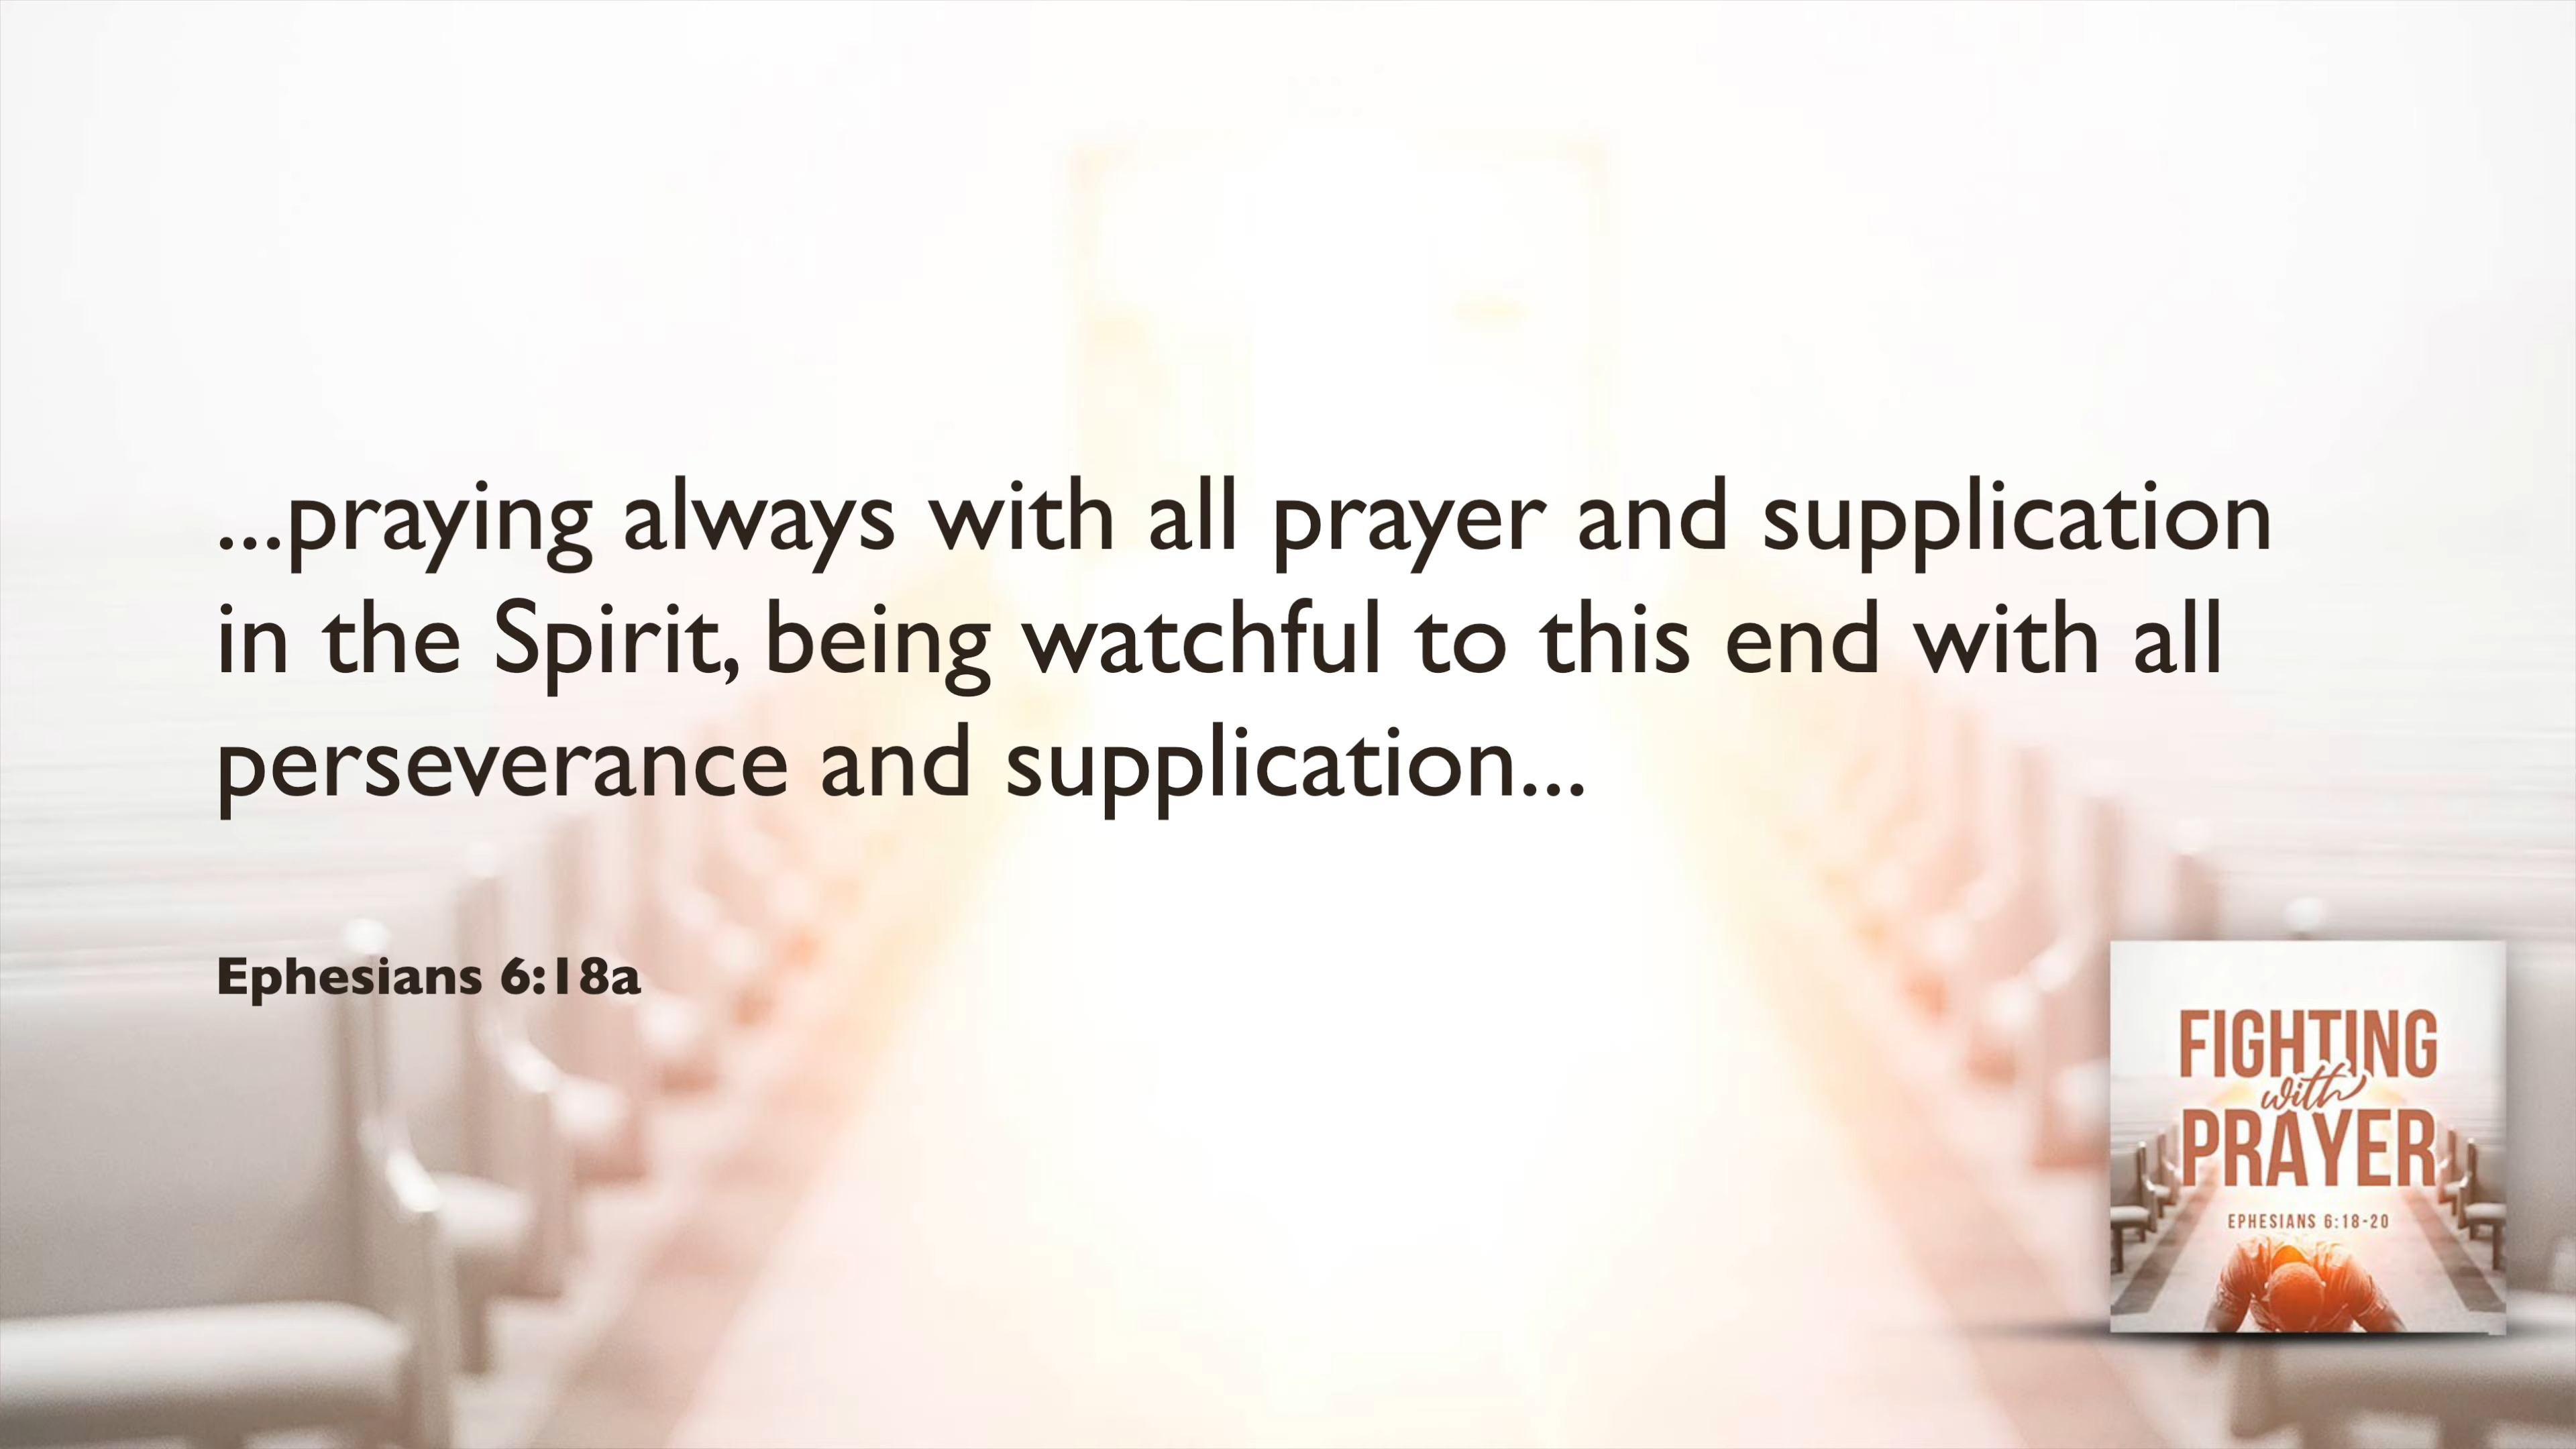 ...praying always with all prayer and supplication
in the Spirit, being watchful to this end with all
perseverance and supplication...
Ephesians 6:18a
FIGHTING
with
PRAYER
EPHESIANS 6:18-20